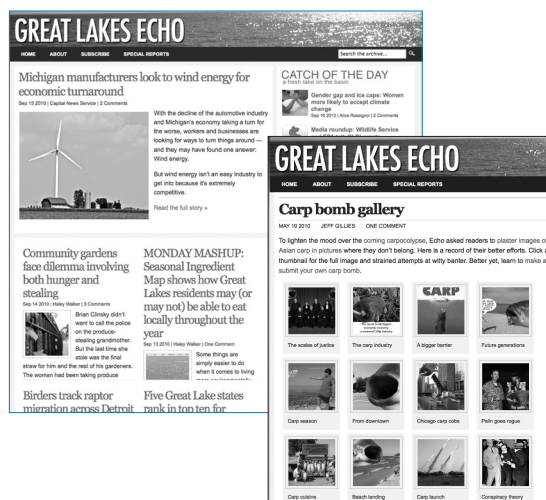 GREAT LAKES ECHO
HOME ABOUT SUBSCRIBE SPECIAL REPORTS
Search the archive...
Michigan manufacturers look to wind energy for
economic turnaround
Sep 15 2010 | Capital News Service | 2 Comments
With the decline of the automotive industry
and Michigan's economy taking a turn for
the worse, workers and businesses are
looking for ways to turn things around —
and they may have found one answer:
Wind energy.
But wind energy isn't an easy industry to
get into because it's extremely
competitive.
Read the full story »
CATCH OF THE DAY
a fresh take on the basin
Gender gap and ice caps: Women
more likely to accept climate
change
Sep 16 2010 | Alice Rossignol | 2 Comments
Media roundup: Wildlife Service
Community gardens
face dilemma involving
both hunger and
stealing
Sep 14 2010 | Haley Walker | 3 Comments
Brian Clinsky didn't
want to call the police
on the produce-
stealing grandmother.
But the last time she
stole was the final
straw for him and the rest of his gardeners.
The woman had been taking produce
MONDAY MASHUP:
Seasonal Ingredient
Map shows how Great
Lakes residents may (or
may not) be able to eat
locally throughout the
year
Sep 13 2010 | Haley Walker | One Comment
Some things are
simply easier to do
when it comes to living
Birders track raptor
migration across Detroit
Five Great Lake states
rank in top ten for
GREAT LAKES ECHO
HOME ABOUT SUBSCRIBE SPECIAL REPORTS
Carp bomb gallery
MAY 19 2010 JEFF GILLIES ONE COMMENT
To lighten the mood over the coming carpocolypse, Echo asked readers to plaster images of
Asian carp in pictures where they don't belong. Here is a record of their better efforts. Click
thumbnail for the full image and strained attempts at witty banter. Better yet, learn to make a
submit your own carp bomb.
CARP
The scales of justice
The carp industry
A bigger barrier
Future generations
Carp season
From downtown
Chicago carp cobs
Palin goes rogue
Carp cuisine
Beach landing
Carp launch
Conspiracy theory